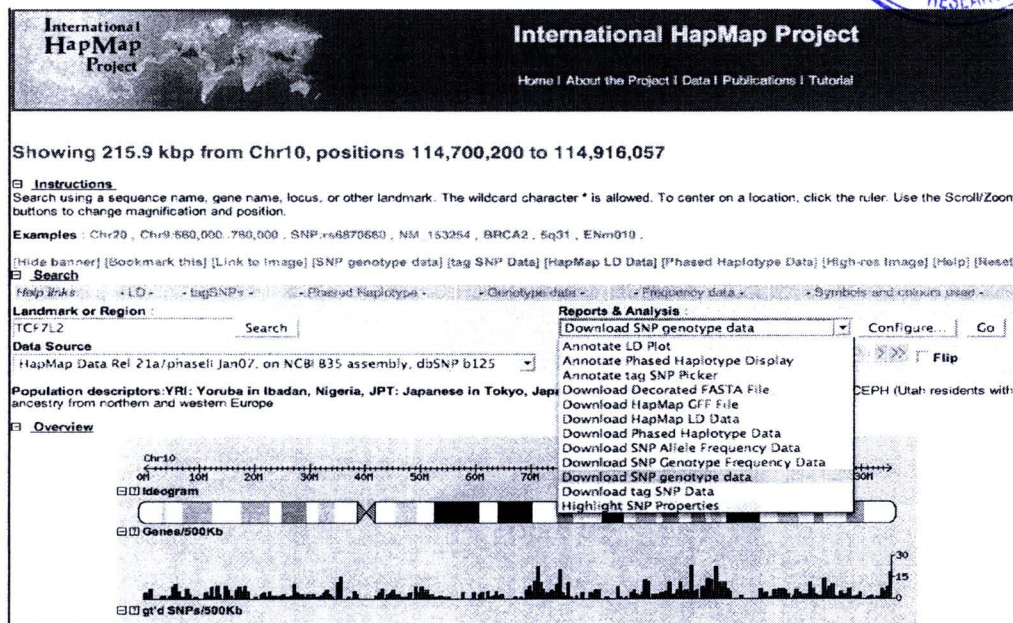 RESEARCH
International
HapMap
Project
International HapMap Project
Home | About the Project | Data | Publications | Tutorial
Showing 215.9 kbp from Chr10, positions 114,700,200 to 114,916,057
Instructions
Search using a sequence name, gene name, locus, or other landmark. The wildcard character * is allowed. To center on a location, click the ruler. Use the Scroll/Zoom
buttons to change magnification and position.
Examples : Chr20 , Chr9:660,000..760,000 , SNP:rs6870660 , NM_153254 , BRCA2 , 5q31 , ENm010 .
[Hide banner] [Bookmark this] [Link to Image] [SNP genotype data] [tag SNP Data] [HapMap LD Data] [Phased Haplotype Data] [High-res Image] [Help] [Reset
Search
Help links - LD - - tagSNPs - - Phased Haplotype - - Genotype data - - Frequency data - - Symbols and colours used -
Landmark or Region : Reports & Analysis :
TCF7L2 Search Download SNP genotype data Configure... Go
Data Source
Annotate LD Plot
HapMap Data Rel 21a/phaseII Jan07, on NCBI B35 assembly, dbSNP b125 Annotate Phased Haplotype Display Flip
Annotate tag SNP Picker
Population descriptors:YRI: Yoruba in Ibadan, Nigeria, JPT: Japanese in Tokyo, Japa Download Decorated FASTA File CEPH (Utah residents with
ancestry from northern and western Europe Download HapMap GFF File
Download HapMap LD Data
Overview Download Phased Haplotype Data
Download SNP Allele Frequency Data
Chr10 Download SNP Genotype Frequency Data
0M 10M 20M 30M 40M 50M 60M 70M Download SNP genotype data 30M
Ideogram Download tag SNP Data
Highlight SNP Properties
Genes/500Kb
30
15
0
gt'd SNPs/500Kb